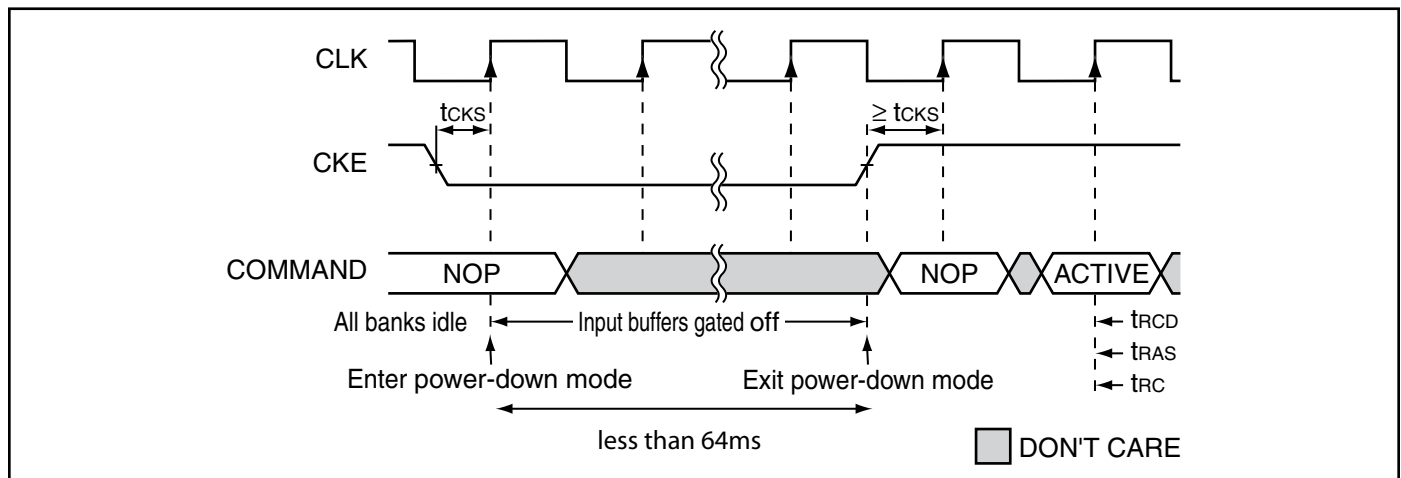 CLK
tCKS
≥ tCKS
CKE
COMMAND
NOP
NOP
ACTIVE
All banks idle
Input buffers gated off
tRCD
tRAS
tRC
Enter power-down mode
Exit power-down mode
less than 64ms
DON'T CARE